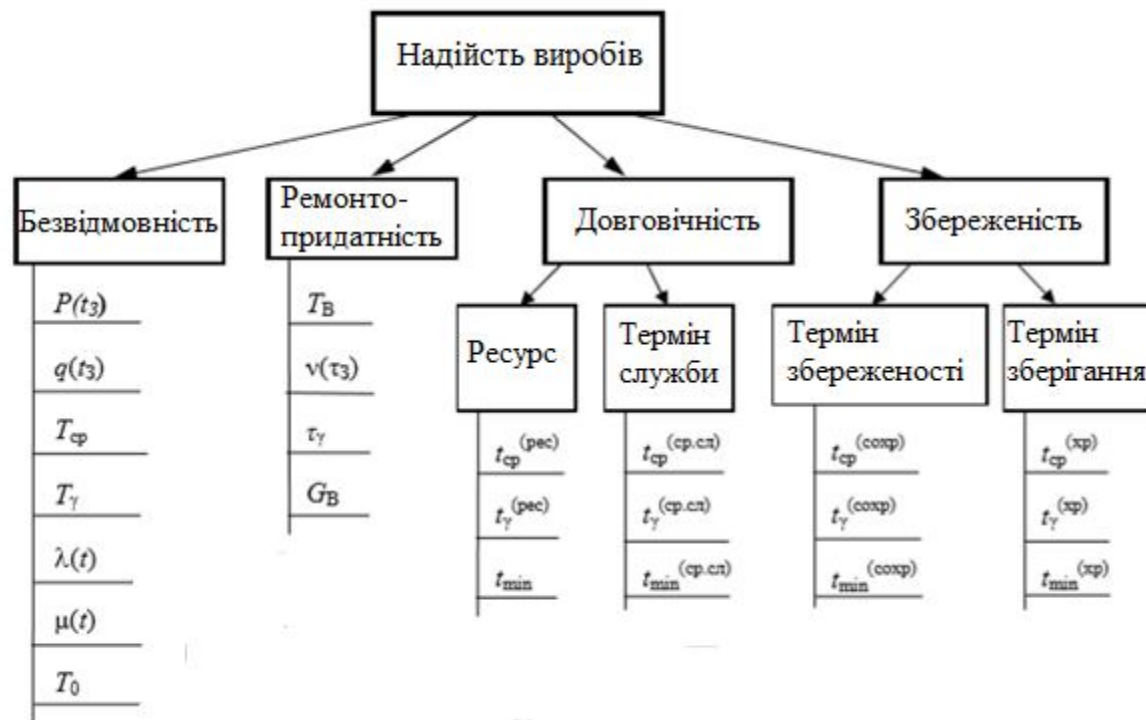 Надійсть виробів
Безвідмовність
Ремонто-
придатність
Довговічність
Збереженість
P(t₃)
q(t₃)
Tср
Tγ
λ(t)
μ(t)
T₀
TВ
ν(τ₃)
τγ
GВ
Ресурс
tср(рес)
tγ(рес)
tmin
Термін
служби
tср(ср.сл)
tγ(ср.сл)
tmin(ср.сл)
Термін
збереженості
tср(сохр)
tγ(сохр)
tmin(сохр)
Термін
зберігання
tср(хр)
tγ(хр)
tmin(хр)